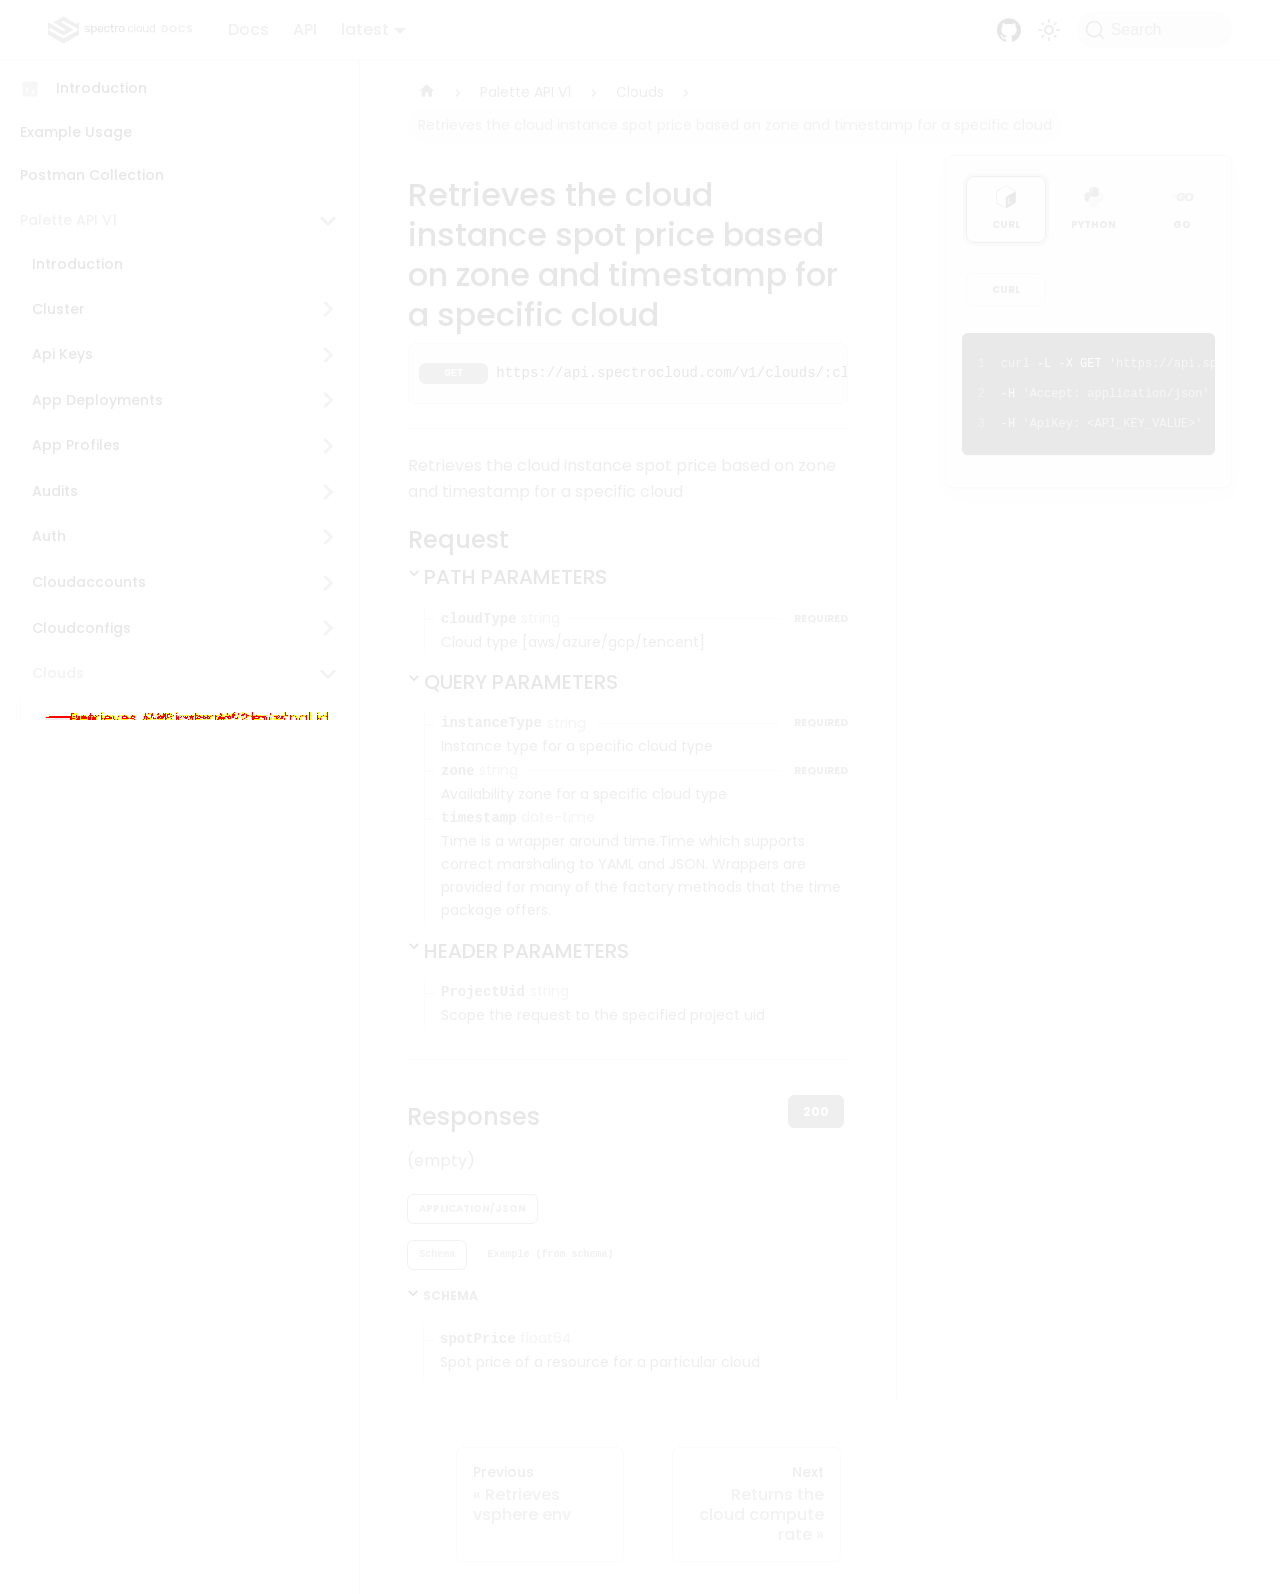 spectro cloud DOCS
Docs
API
latest
Search
Introduction
Example Usage
Postman Collection
Palette API V1
Introduction
Cluster
Api Keys
App Deployments
App Profiles
Audits
Auth
Cloudaccounts
Cloudconfigs
Clouds
Palette API V1
Clouds
Retrieves the cloud instance spot price based on zone and timestamp for a specific cloud
Retrieves the cloud
instance spot price based
on zone and timestamp for
a specific cloud
GET https://api.spectrocloud.com/v1/clouds/:cl
Retrieves the cloud instance spot price based on zone
and timestamp for a specific cloud
Request
PATH PARAMETERS
cloudType string REQUIRED
Cloud type [aws/azure/gcp/tencent]
QUERY PARAMETERS
instanceType string REQUIRED
Instance type for a specific cloud type
zone string REQUIRED
Availability zone for a specific cloud type
timestamp date-time
Time is a wrapper around time.Time which supports
correct marshaling to YAML and JSON. Wrappers are
provided for many of the factory methods that the time
package offers.
HEADER PARAMETERS
ProjectUid string
Scope the request to the specified project uid
Responses
200
(empty)
APPLICATION/JSON
Schema
Example (from schema)
SCHEMA
spotPrice float64
Spot price of a resource for a particular cloud
Previous
« Retrieves
vsphere env
Next
Returns the
cloud compute
rate »
CURL
PYTHON
GO
CURL
1 curl -L -X GET 'https://api.sp
2 -H 'Accept: application/json'
3 -H 'ApiKey: <API_KEY_VALUE>'